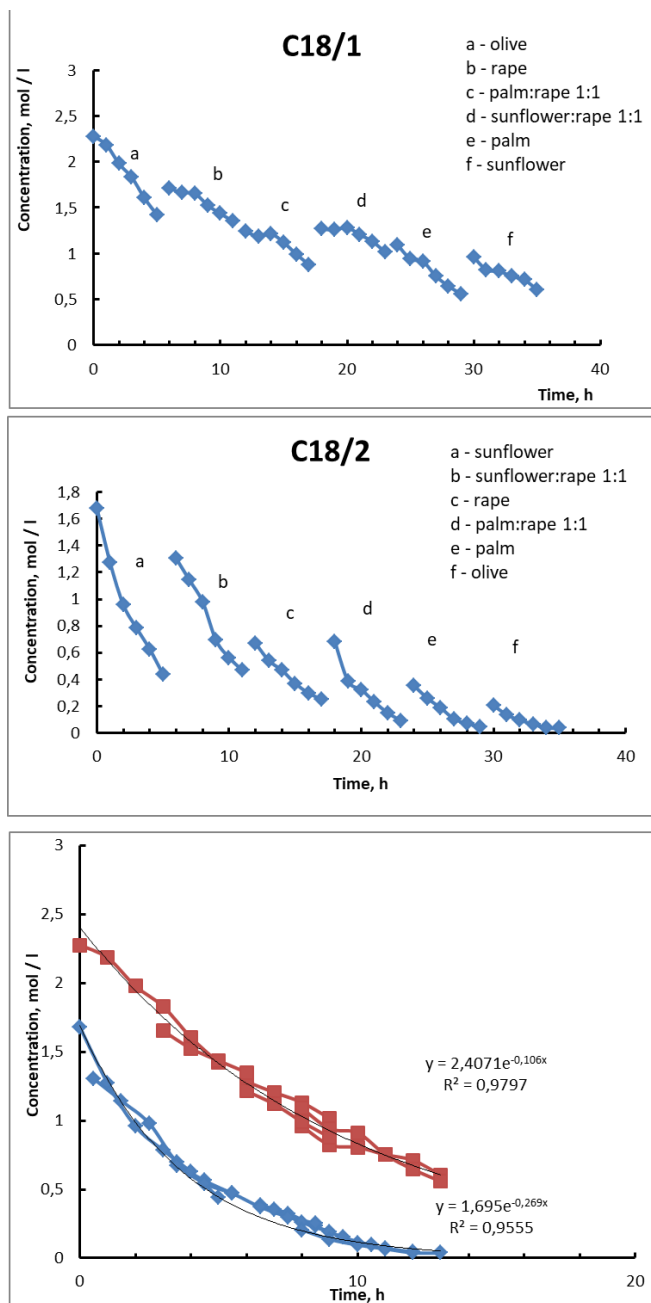 C18/1
a - olive
b - rape
c - palm:rape 1:1
d - sunflower:rape 1:1
e - palm
f - sunflower
Concentration, mol / l
3
2,5
2
1,5
1
0,5
0
a
b
c
d
e
f
0
10
20
30
40
Time, h
C18/2
a - sunflower
b - sunflower:rape 1:1
c - rape
d - palm:rape 1:1
e - palm
f - olive
Concentration, mol / l
1,8
1,6
1,4
1,2
1
0,8
0,6
0,4
0,2
0
a
b
c
d
e
f
0
10
20
30
40
Time, h
Concentration, mol / l
3
2,5
2
1,5
1
0,5
0
y = 2,4071e-0,106x
R² = 0,9797
y = 1,695e-0,269x
R² = 0,9555
0
10
20
Time, h